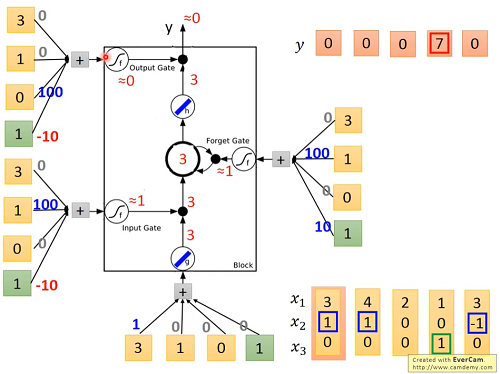 y ≈0
y 0 0 0 7 0
3 0
1 0
0 100
1 -10
+
f
Output Gate
≈0
3
h
Forget Gate
3
≈1
f
+
0 3
100 1
0 0
10 1
3 0
1 100
0 0
1 -10
+
≈1
f
Input Gate
3
3
g
Block
+
1 0 0 0
3 1 0 1
x1 3 4 2 1 3
x2 1 1 0 0 -1
x3 0 0 0 1 0
Created with EverCam.
http://www.camdemy.com